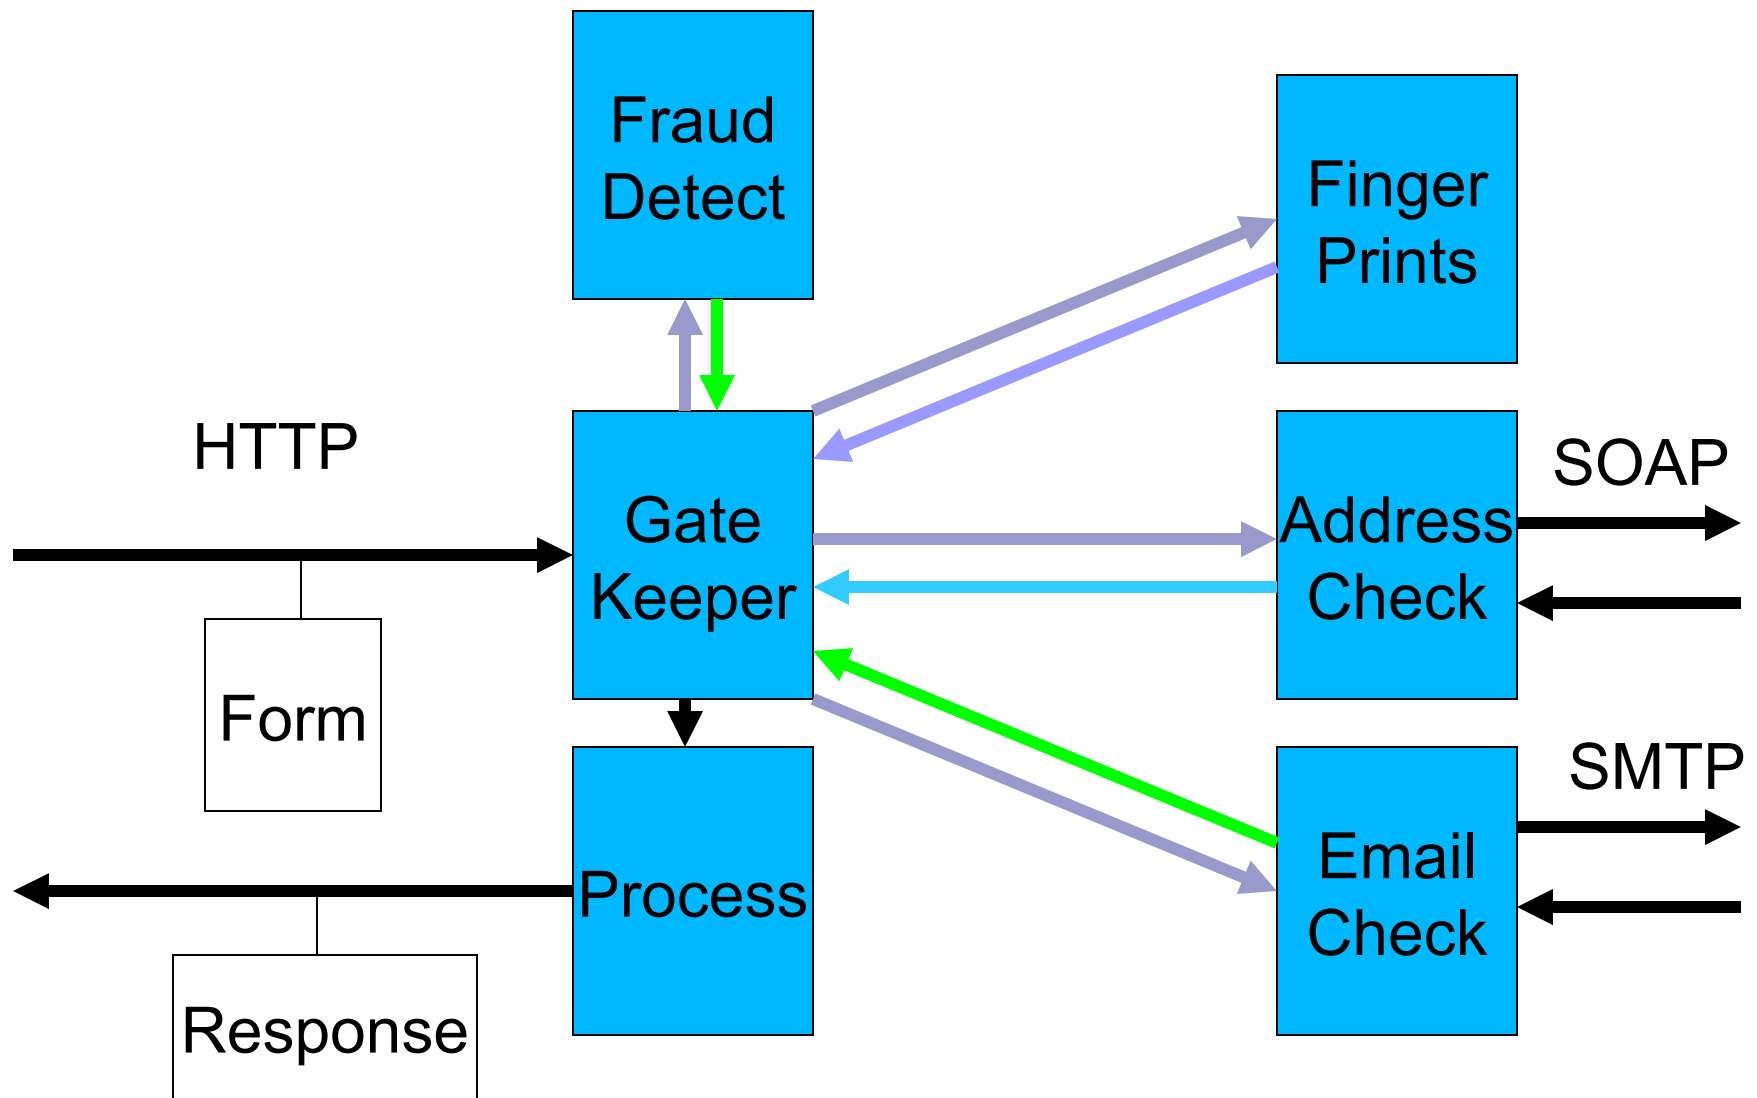 Fraud
Detect
Finger
Prints
HTTP
Gate
Keeper
Address
Check
SOAP
Form
Process
Email
Check
SMTP
Response